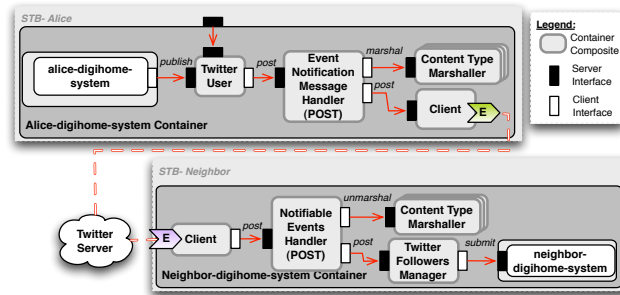 STB- Alice
Legend:
Container
Composite
Server
Interface
Client
Interface
alice-digihome-
system
publish
Twitter
User
post
Event
Notification
Message
Handler
(POST)
marshal
Content Type
Marshaller
post
Client
E
Alice-digihome-system Container
STB- Neighbor
Twitter
Server
E
Client
post
Notifiable
Events
Handler
(POST)
unmarshal
Content Type
Marshaller
post
Twitter
Followers
Manager
submit
neighbor-
digihome-system
Neighbor-digihome-system Container